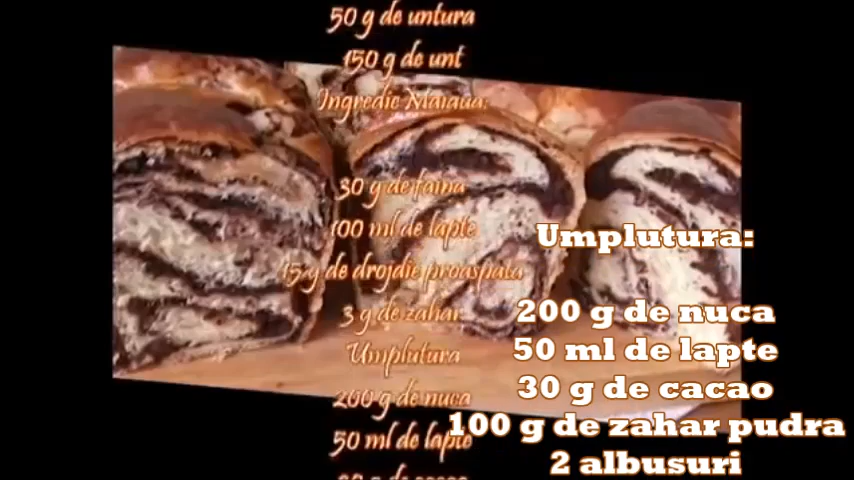 50 g de untura
150 g de unt
Ingredie Maiaua:
30 g de faina
100 ml de lapte
15 g de drojdie proaspata
3 g de zahar
Umplutura
200 g de nuca
50 ml de lapte
Umplutura:
200 g de nuca
50 ml de lapte
30 g de cacao
100 g de zahar pudra
2 albusuri